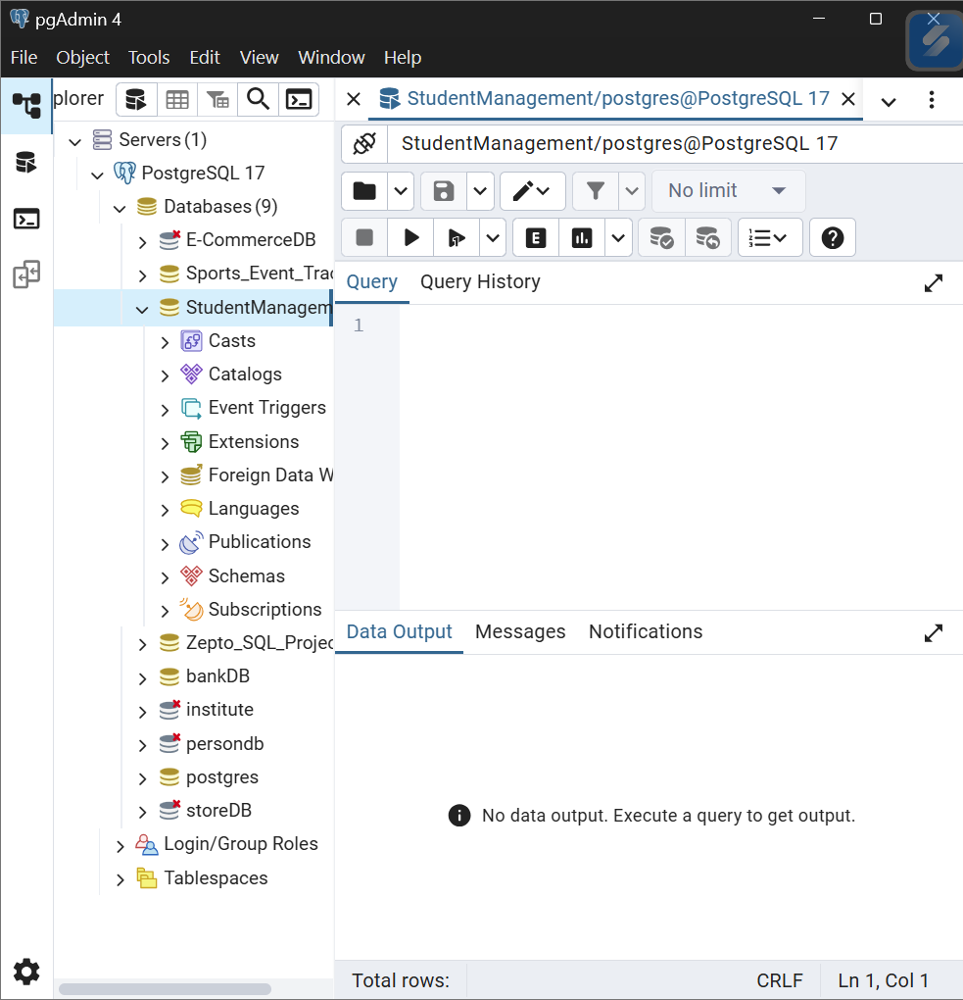 pgAdmin 4
File Object Tools Edit View Window Help
plorer
StudentManagement/postgres@PostgreSQL 17
Servers (1)
PostgreSQL 17
Databases (9)
E-CommerceDB
Sports_Event_Trac
StudentManagem
Casts
Catalogs
Event Triggers
Extensions
Foreign Data W
Languages
Publications
Schemas
Subscriptions
Zepto_SQL_Projec
bankDB
institute
persondb
postgres
storeDB
Login/Group Roles
Tablespaces
StudentManagement/postgres@PostgreSQL 17
No limit
E
Query Query History
1
Data Output Messages Notifications
No data output. Execute a query to get output.
Total rows: CRLF Ln 1, Col 1